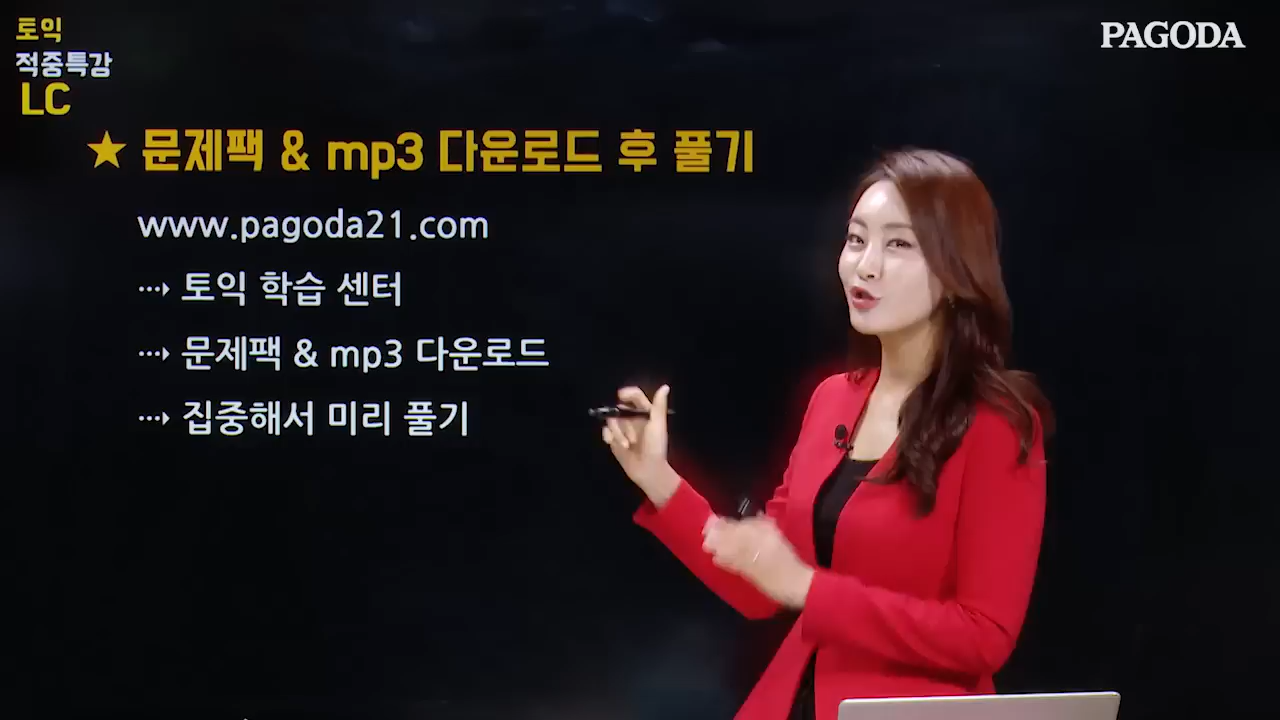 토익
적중특강
LC
PAGODA
★ 문제팩 & mp3 다운로드 후 풀기
www.pagoda21.com
⇢ 토익 학습 센터
⇢ 문제팩 & mp3 다운로드
⇢ 집중해서 미리 풀기